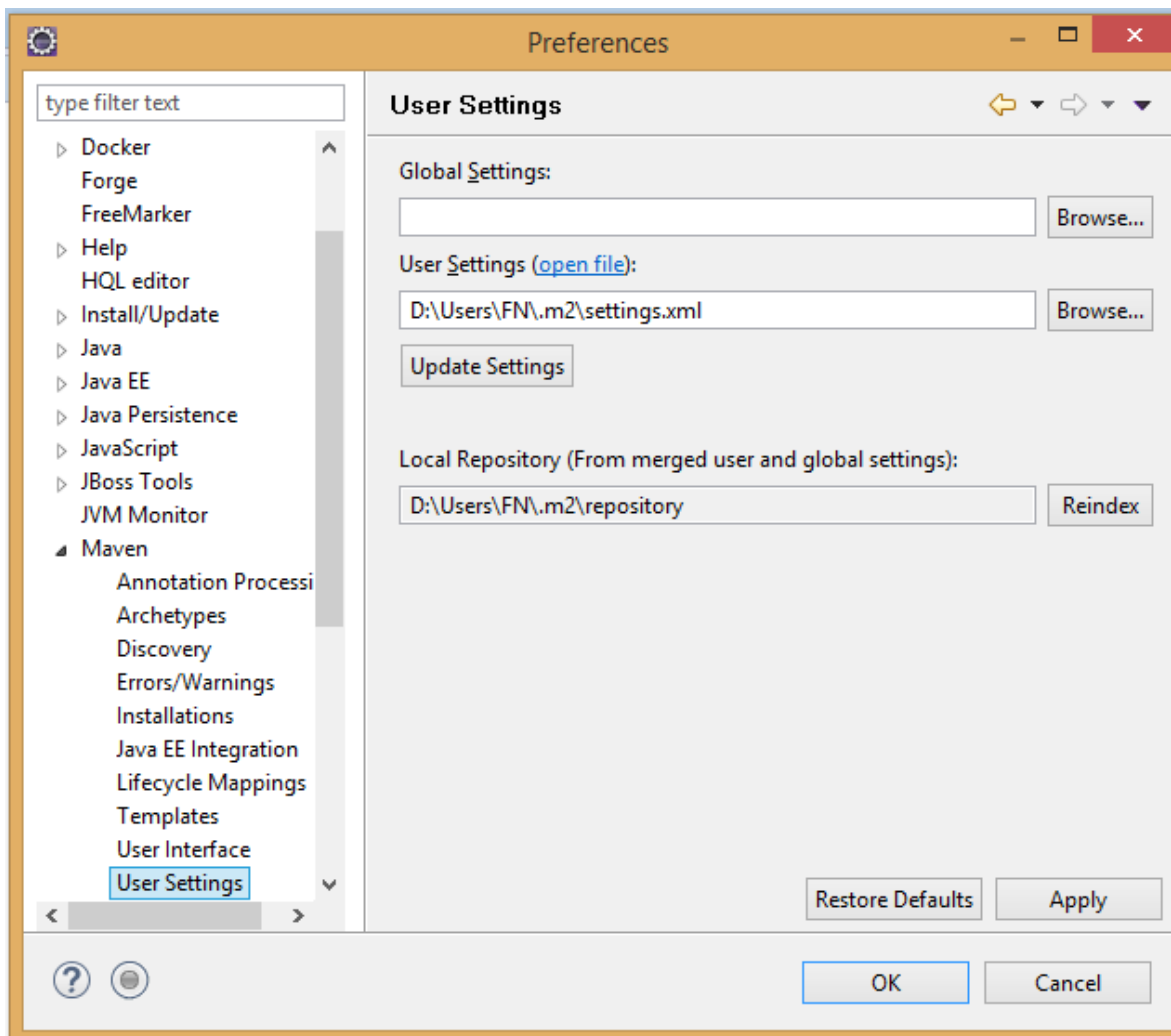 Preferences
type filter text
Docker
Forge
FreeMarker
Help
HQL editor
Install/Update
Java
Java EE
Java Persistence
JavaScript
JBoss Tools
JVM Monitor
Maven
Annotation Processi
Archetypes
Discovery
Errors/Warnings
Installations
Java EE Integration
Lifecycle Mappings
Templates
User Interface
User Settings
User Settings
Global Settings:
Browse...
User Settings (open file):
D:\Users\FN\.m2\settings.xml
Browse...
Update Settings
Local Repository (From merged user and global settings):
D:\Users\FN\.m2\repository
Reindex
Restore Defaults
Apply
?
OK
Cancel